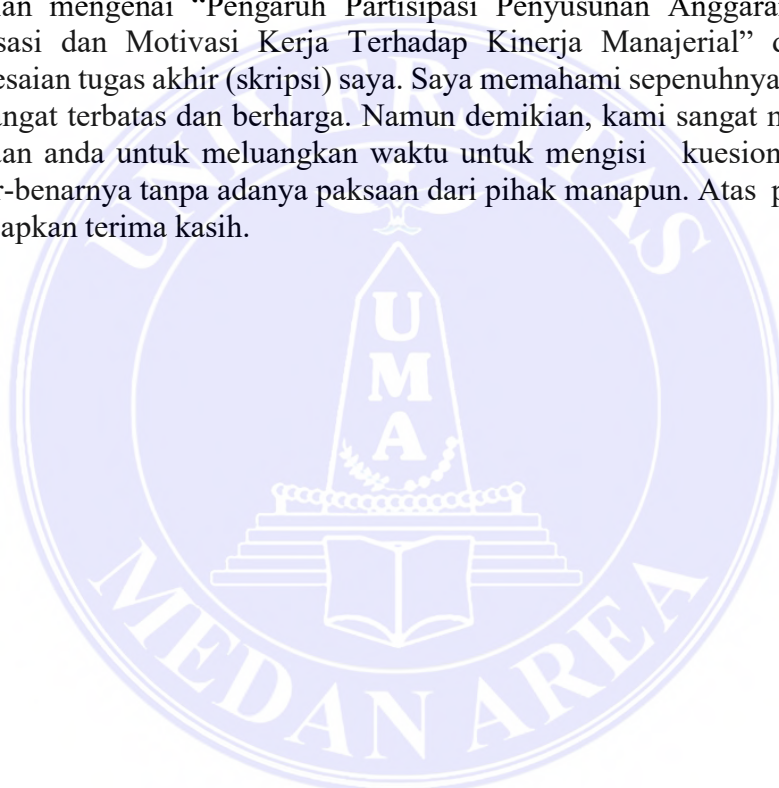 an mengenai “Pengaruh Partisipasi Penyusunan Anggaran
sasi dan Motivasi Kerja Terhadap Kinerja Manajerial” d
esaian tugas akhir (skripsi) saya. Saya memahami sepenuhnya
angat terbatas dan berharga. Namun demikian, kami sangat m
an anda untuk meluangkan waktu untuk mengisi kuesion
r-benarnya tanpa adanya paksaan dari pihak manapun. Atas p
apkan terima kasih.
UNIVERSITAS
U
M
A
MEDAN AREA